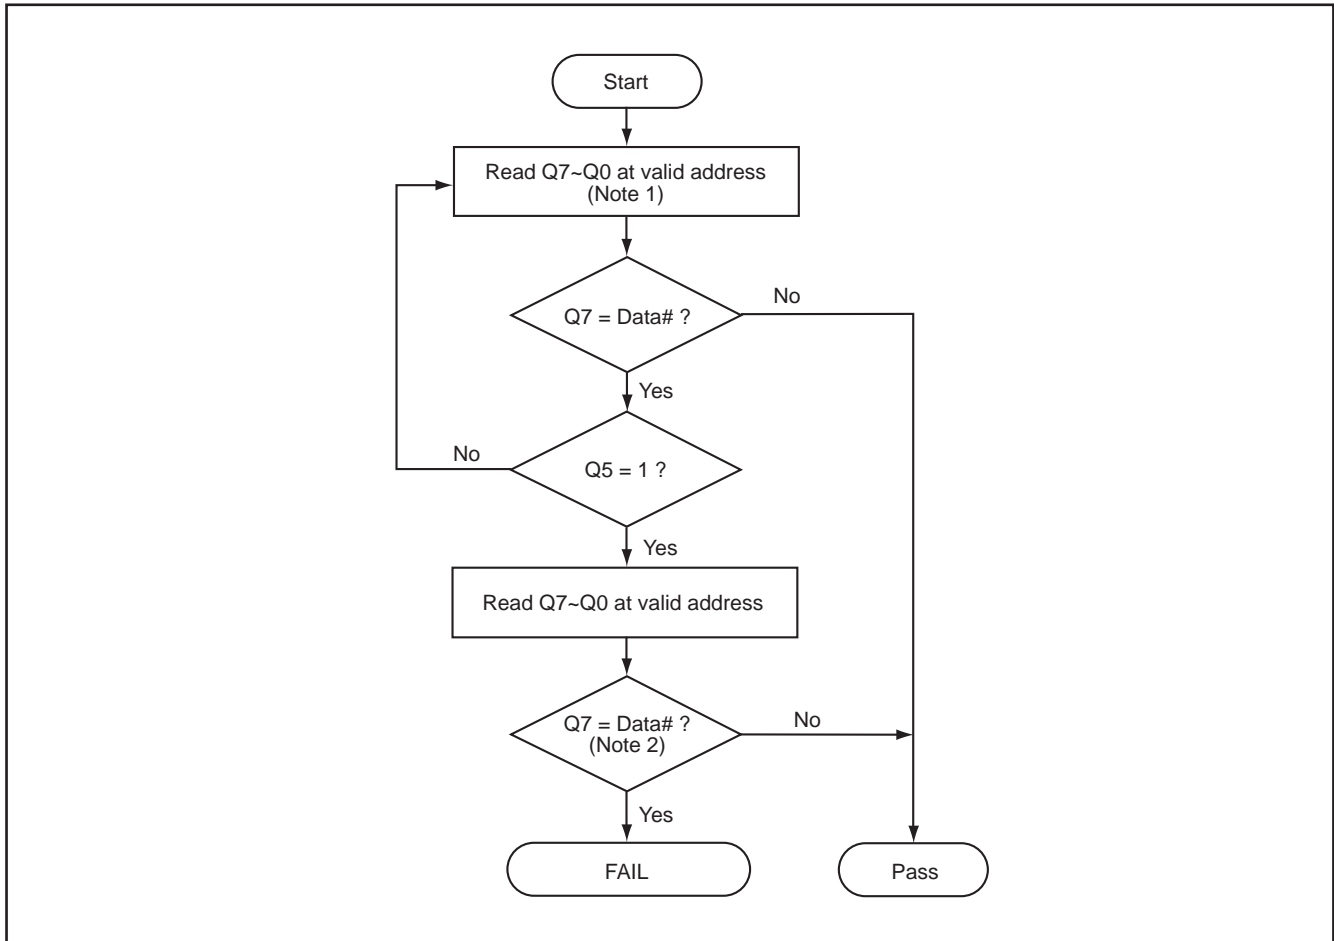 Start
Read Q7~Q0 at valid address
(Note 1)
Q7 = Data# ?
No
Yes
No
Q5 = 1 ?
Yes
Read Q7~Q0 at valid address
Q7 = Data# ?
(Note 2)
No
Yes
FAIL
Pass